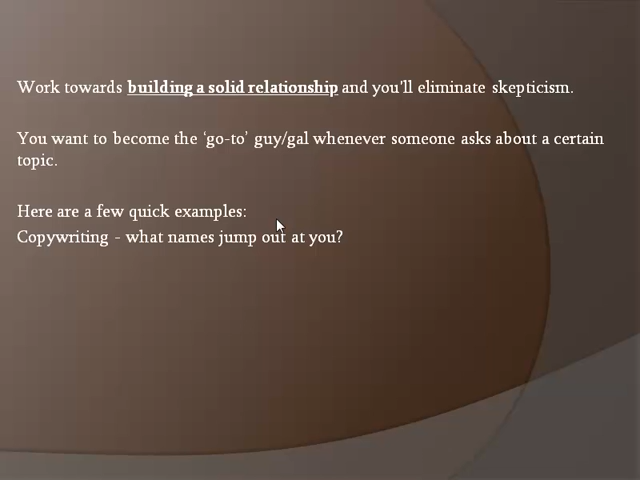 Work towards building a solid relationship and you'll eliminate skepticism.
You want to become the ‘go-to’ guy/gal whenever someone asks about a certain
topic.
Here are a few quick examples:
Copywriting - what names jump out at you?